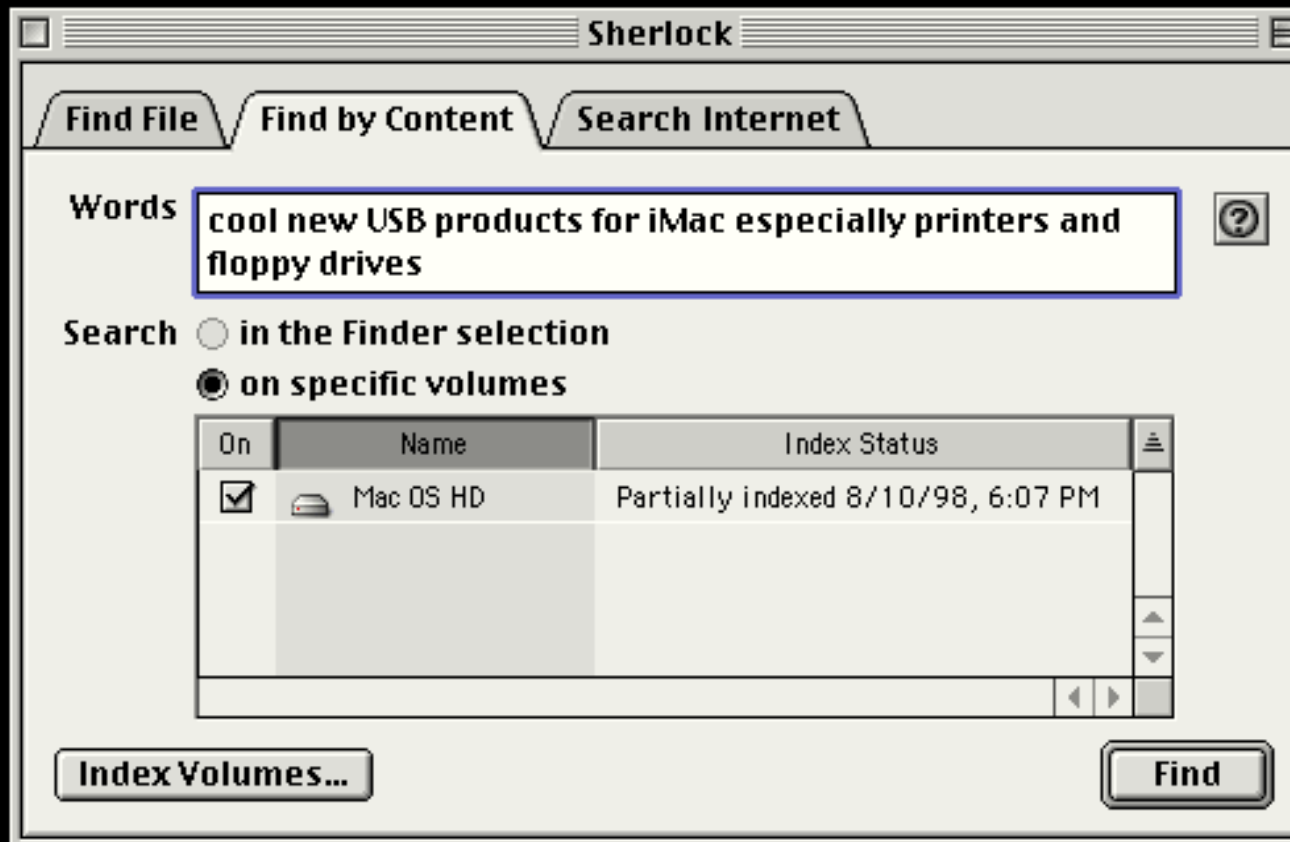 Sherlock
Find File Find by Content Search Internet
Words cool new USB products for iMac especially printers and
floppy drives
?
Search in the Finder selection
on specific volumes
On Name Index Status
Mac OS HD Partially indexed 8/10/98, 6:07 PM
Index Volumes... Find